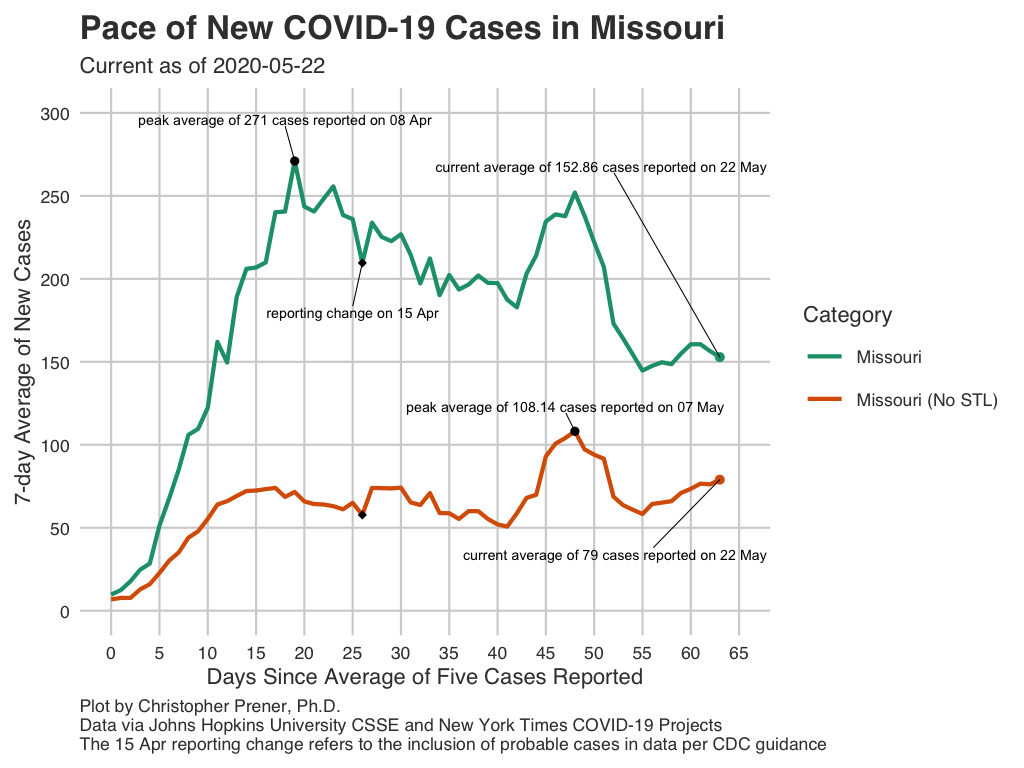 Pace of New COVID-19 Cases in Missouri
Current as of 2020-05-22
7-day Average of New Cases
300
250
200
150
100
50
0
peak average of 271 cases reported on 08 Apr
current average of 152.86 cases reported on 22 May
reporting change on 15 Apr
peak average of 108.14 cases reported on 07 May
current average of 79 cases reported on 22 May
0 5 10 15 20 25 30 35 40 45 50 55 60 65
Days Since Average of Five Cases Reported
Category
Missouri
Missouri (No STL)
Plot by Christopher Prener, Ph.D.
Data via Johns Hopkins University CSSE and New York Times COVID-19 Projects
The 15 Apr reporting change refers to the inclusion of probable cases in data per CDC guidance